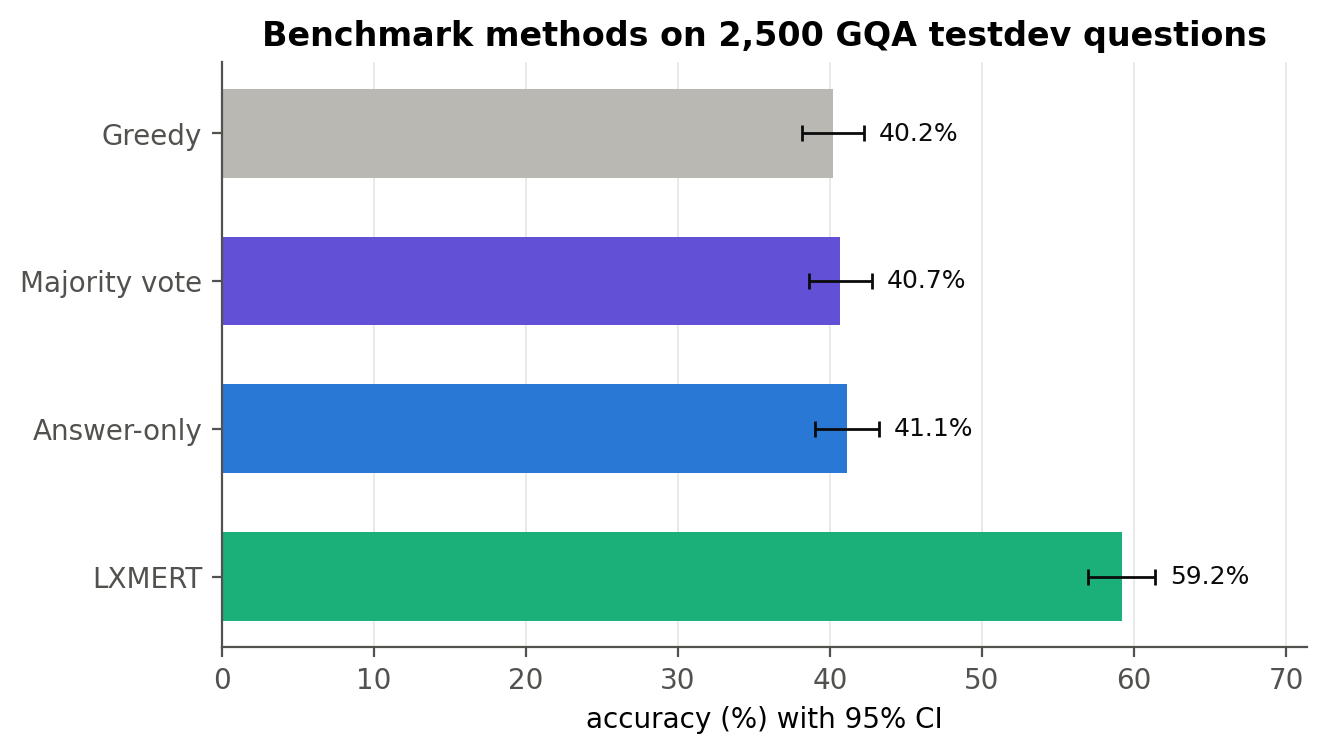 Benchmark methods on 2,500 GQA testdev questions
Greedy
40.2%
Majority vote
40.7%
Answer-only
41.1%
LXMERT
59.2%
0 10 20 30 40 50 60 70
accuracy (%) with 95% CI